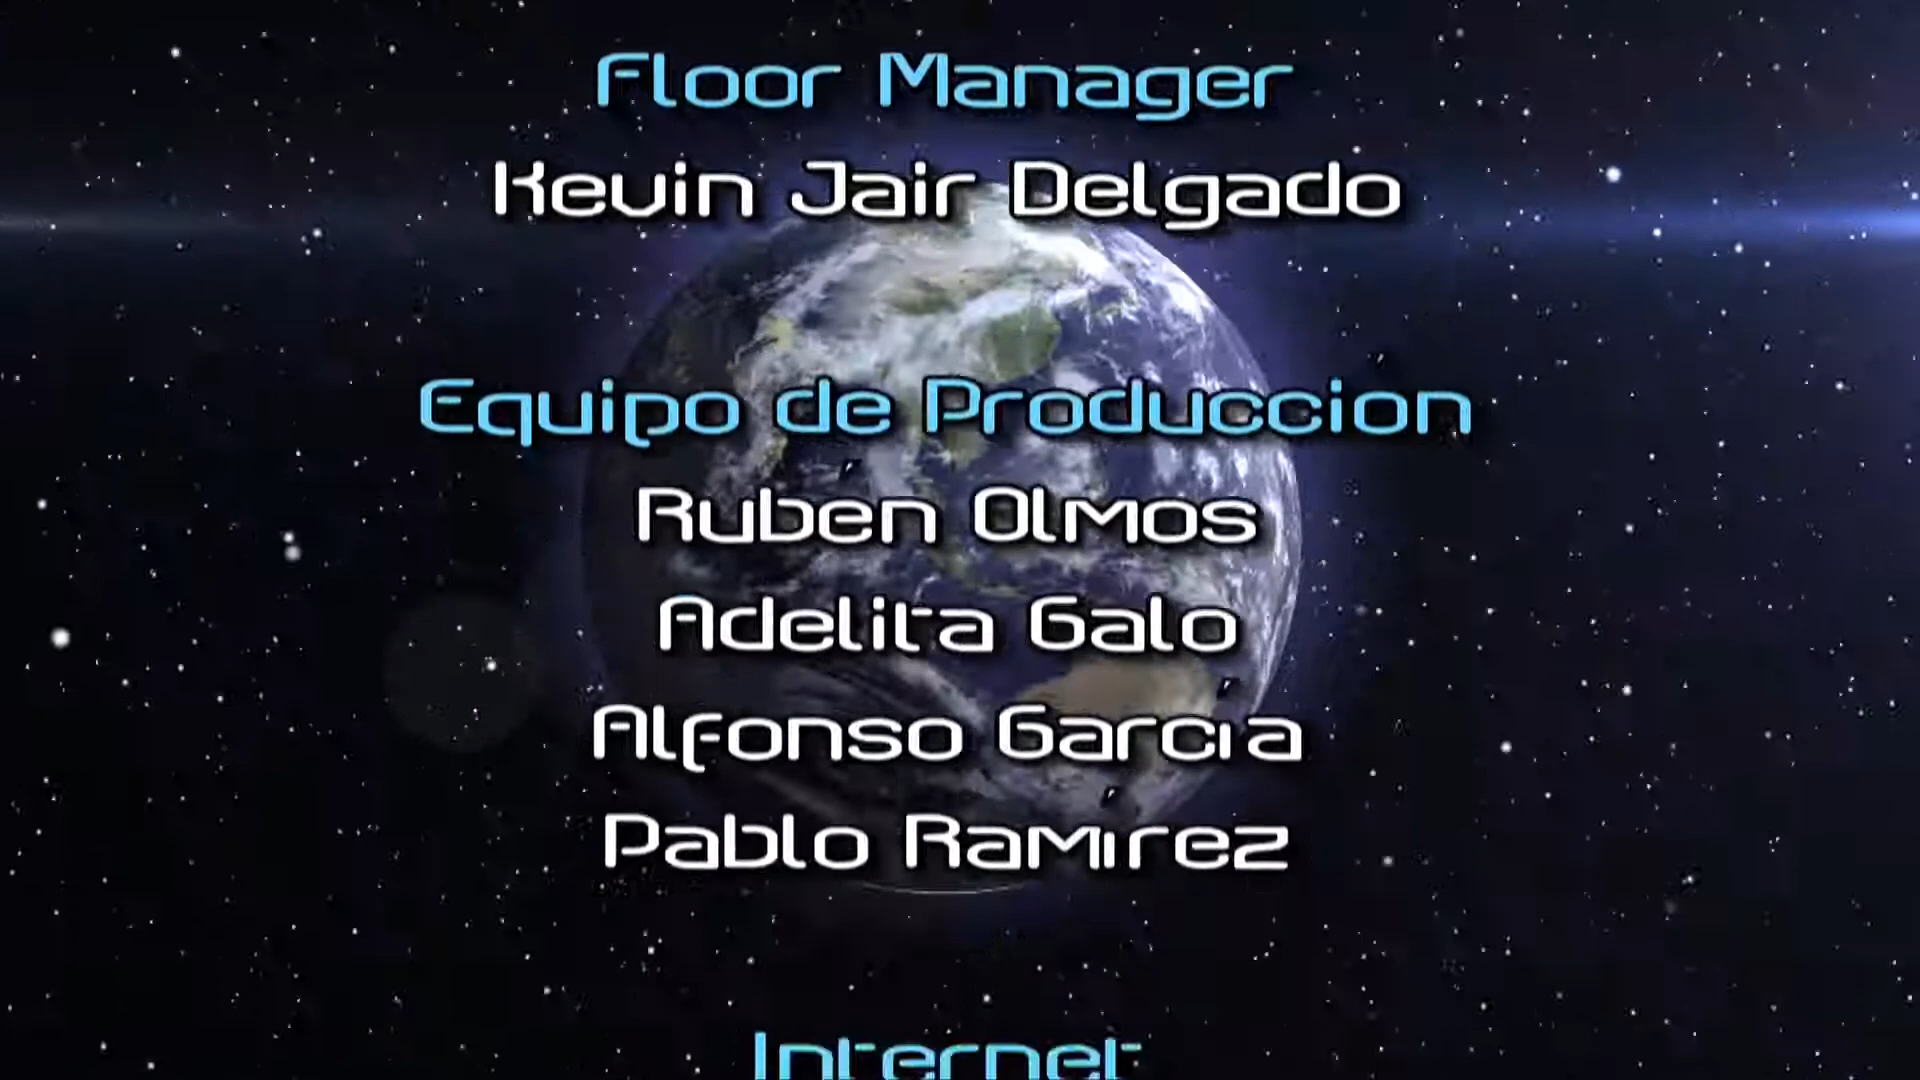 Floor Manager
Kevin Jair Delgado
Equipo de Produccion
Ruben Olmos
Adelita Galo
Alfonso Garcia
Pablo Ramirez
Internet